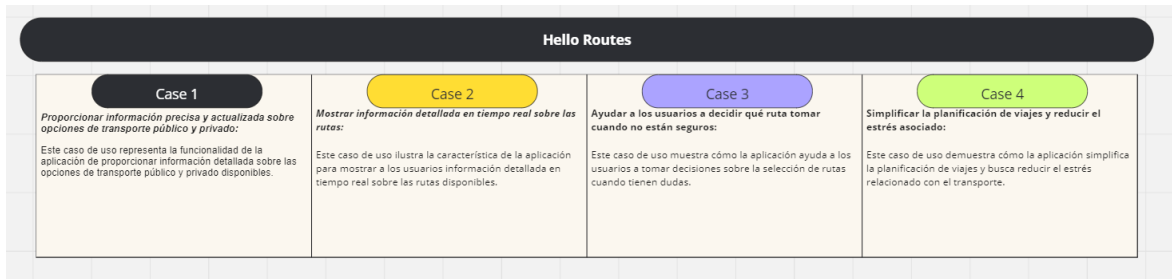 Hello Routes
Case 1
Proporcionar información precisa y actualizada sobre
opciones de transporte público y privado:
Este caso de uso representa la funcionalidad de la
aplicación de proporcionar información detallada sobre las
opciones de transporte público y privado disponibles.
Case 2
Mostrar información detallada en tiempo real sobre las
rutas:
Este caso de uso ilustra la característica de la aplicación
para mostrar a los usuarios información detallada en
tiempo real sobre las rutas disponibles.
Case 3
Ayudar a los usuarios a decidir qué ruta tomar
cuando no están seguros:
Este caso de uso muestra cómo la aplicación ayuda a los
usuarios a tomar decisiones sobre la selección de rutas
cuando tienen dudas.
Case 4
Simplificar la planificación de viajes y reducir el
estrés asociado:
Este caso de uso demuestra cómo la aplicación simplifica
la planificación de viajes y busca reducir el estrés
relacionado con el transporte.